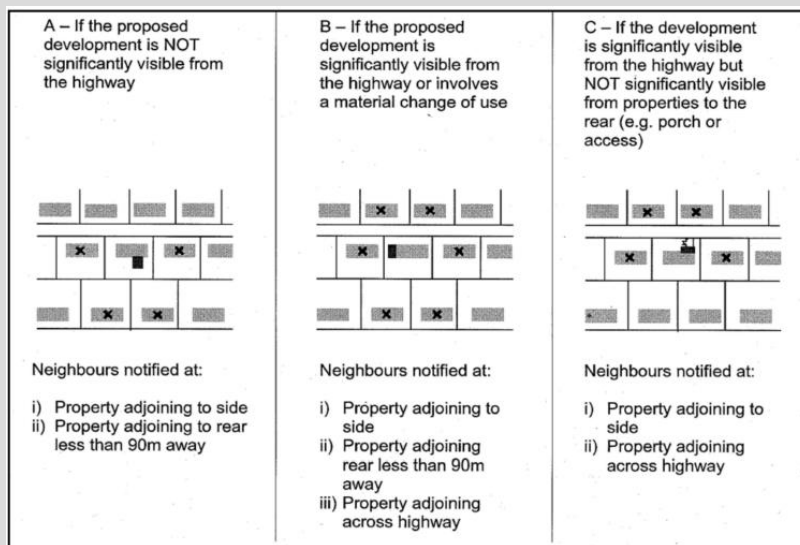 A – If the proposed
development is NOT
significantly visible from
the highway
B – If the proposed
development is
significantly visible from
the highway or involves
a material change of use
C – If the development
is significantly visible
from the highway but
NOT significantly visible
from properties to the
rear (e.g. porch or
access)
Neighbours notified at:
i) Property adjoining to side
ii) Property adjoining to rear
less than 90m away
Neighbours notified at:
i) Property adjoining to
side
ii) Property adjoining
rear less than 90m
away
iii) Property adjoining
across highway
Neighbours notified at:
i) Property adjoining to
side
ii) Property adjoining
across highway